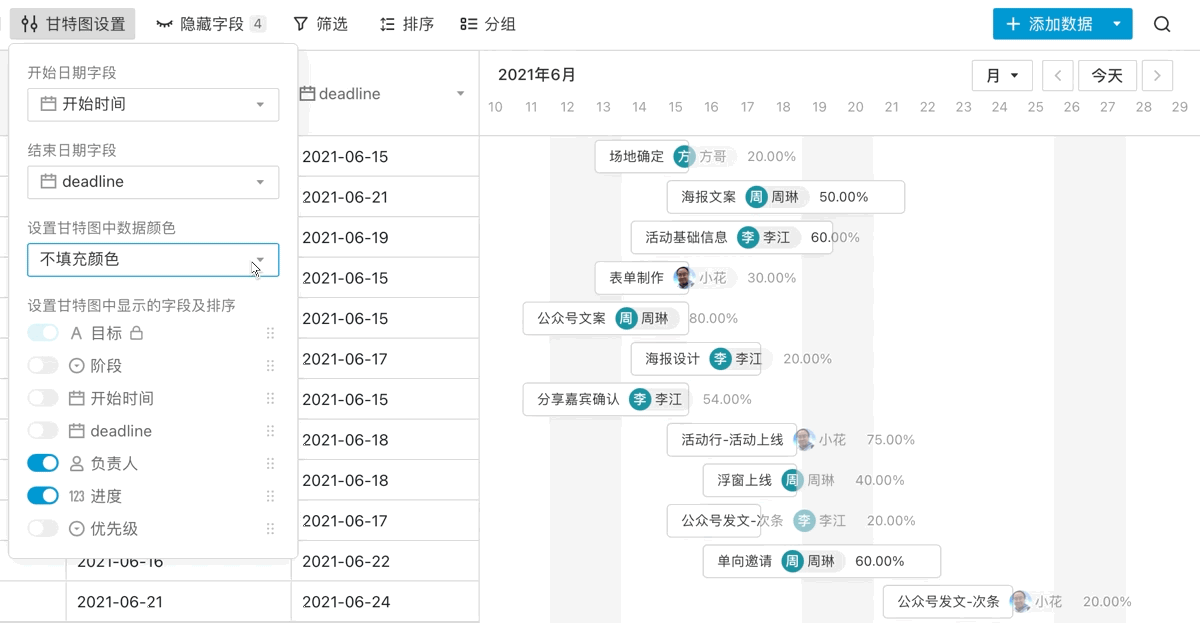 甘特图设置 隐藏字段 4 筛选 排序 分组 添加数据
开始日期字段
开始时间
结束日期字段
deadline
设置甘特图中数据颜色
不填充颜色
设置甘特图中显示的字段及排序
A 目标
阶段
开始时间
deadline
负责人
123 进度
优先级
deadline
2021年6月 月 今天
10 11 12 13 14 15 16 17 18 19 20 21 22 23 24 25 26 27 28 29
2021-06-15 场地确定 方 方哥 20.00%
2021-06-21 海报文案 周 周琳 50.00%
2021-06-19 活动基础信息 李 李江 60.00%
2021-06-15 表单制作 小花 30.00%
2021-06-15 公众号文案 周 周琳 80.00%
2021-06-17 海报设计 李 李江 20.00%
2021-06-15 分享嘉宾确认 李 李江 54.00%
2021-06-18 活动行-活动上线 小花 75.00%
2021-06-18 浮窗上线 周 周琳 40.00%
2021-06-17 公众号发文-次条 李 李江 20.00%
2021-06-16 2021-06-22 单向邀请 周 周琳 60.00%
2021-06-21 2021-06-24 公众号发文-次条 小花 20.00%